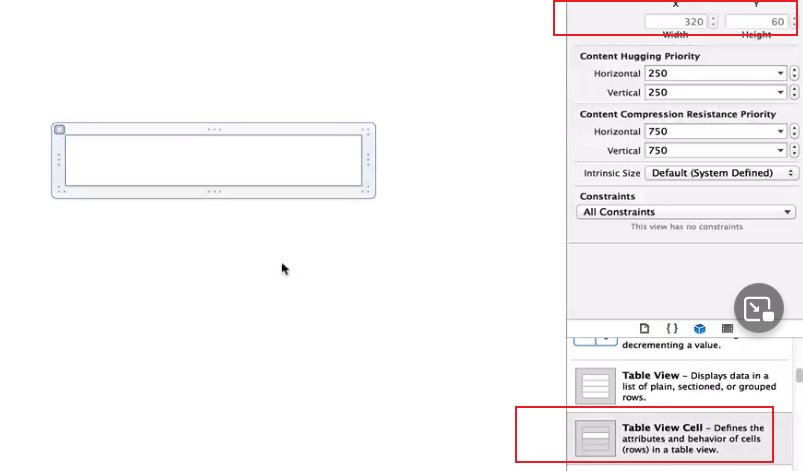 X Y
320 60
Width Height
Content Hugging Priority
Horizontal 250
Vertical 250
Content Compression Resistance Priority
Horizontal 750
Vertical 750
Intrinsic Size Default (System Defined)
Constraints
All Constraints
This view has no constraints
{ }
decrementing a value.
Table View – Displays data in a
list of plain, sectioned, or grouped
rows.
Table View Cell – Defines the
attributes and behavior of cells
(rows) in a table view.